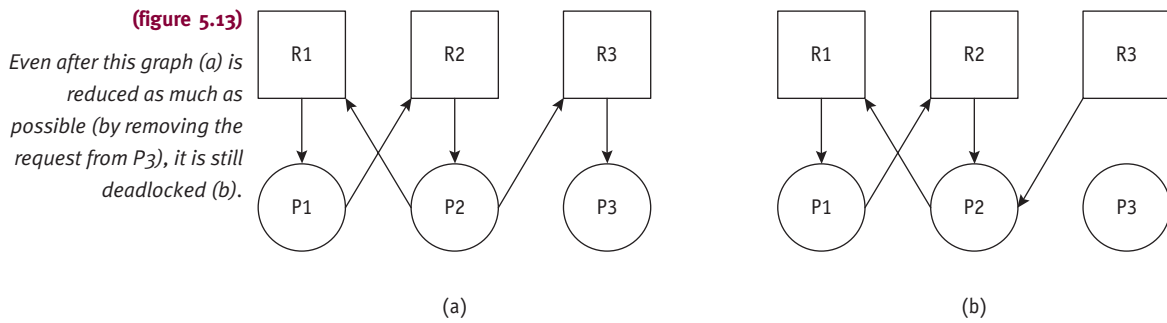 (figure 5.13)
Even after this graph (a) is
reduced as much as
possible (by removing the
request from P3), it is still
deadlocked (b).
R1 R2 R3
P1 P2 P3
(a)
R1 R2 R3
P1 P2 P3
(b)